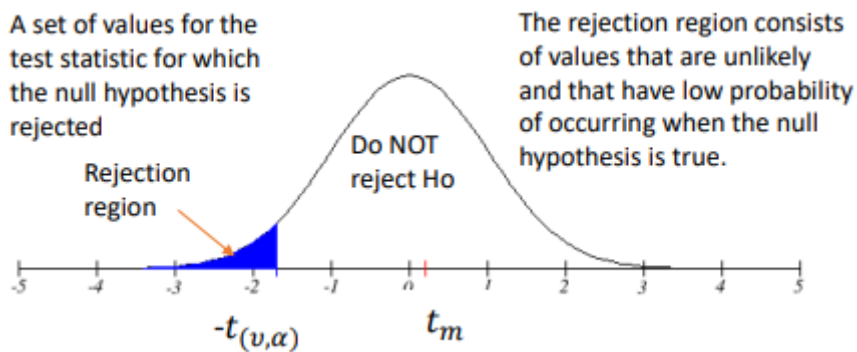 A set of values for the
test statistic for which
the null hypothesis is
rejected
The rejection region consists
of values that are unlikely
and that have low probability
of occurring when the null
hypothesis is true.
Do NOT
reject Ho
Rejection
region
-5 -4 -3 -2 -1 0 1 2 3 4 5
-t(υ,α) tm